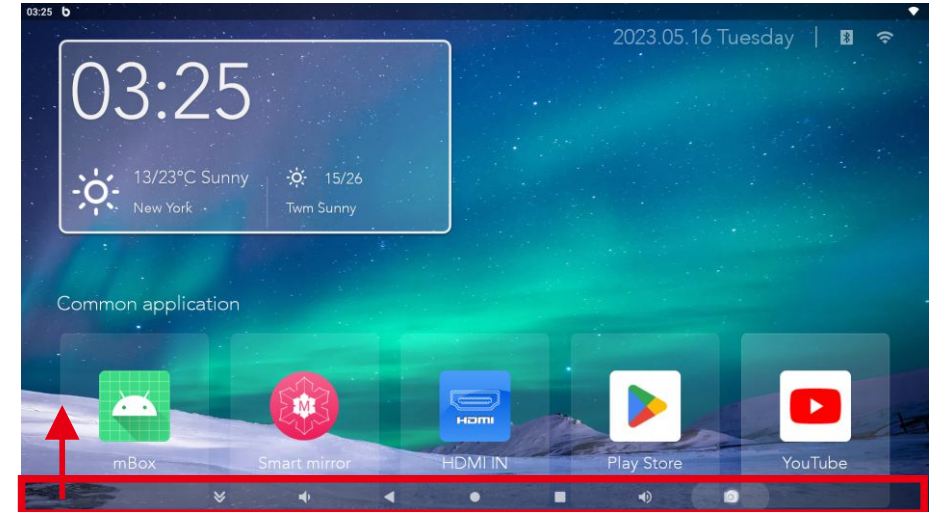 03:25 b
2023.05.16 Tuesday
03:25
13/23°C Sunny
15/26
New York
Twm Sunny
Common application
M
HDMI
mBox
Smart mirror
HDMI IN
Play Store
YouTube